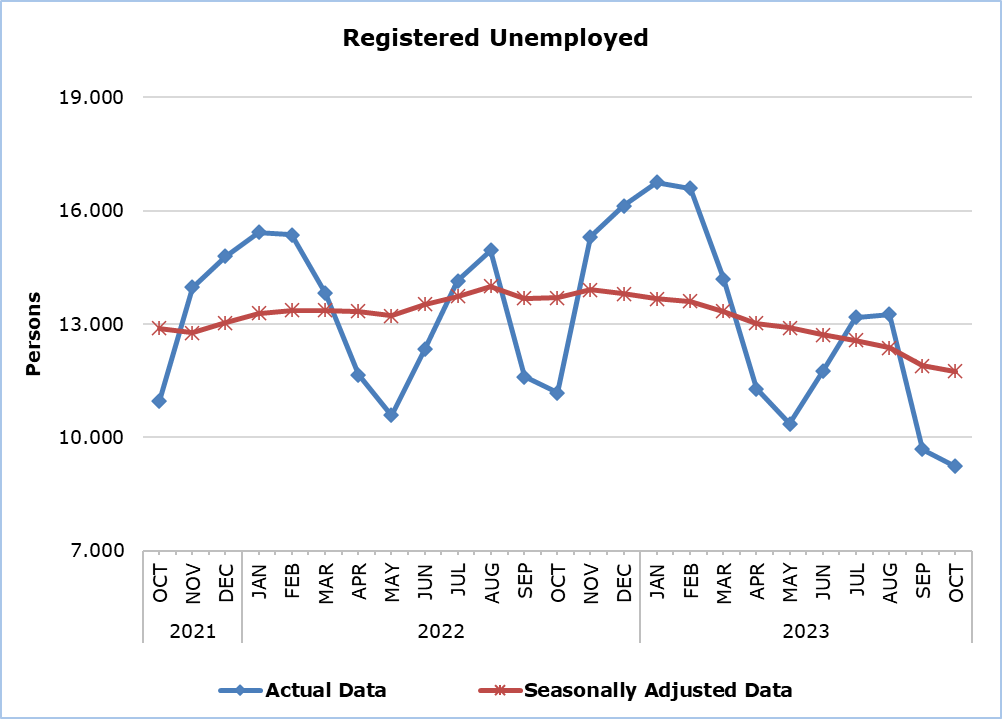 Registered Unemployed
19.000
16.000
13.000
10.000
7.000
Persons
OCT NOV DEC JAN FEB MAR APR MAY JUN JUL AUG SEP OCT NOV DEC JAN FEB MAR APR MAY JUN JUL AUG SEP OCT
2021 2022 2023
Actual Data Seasonally Adjusted Data